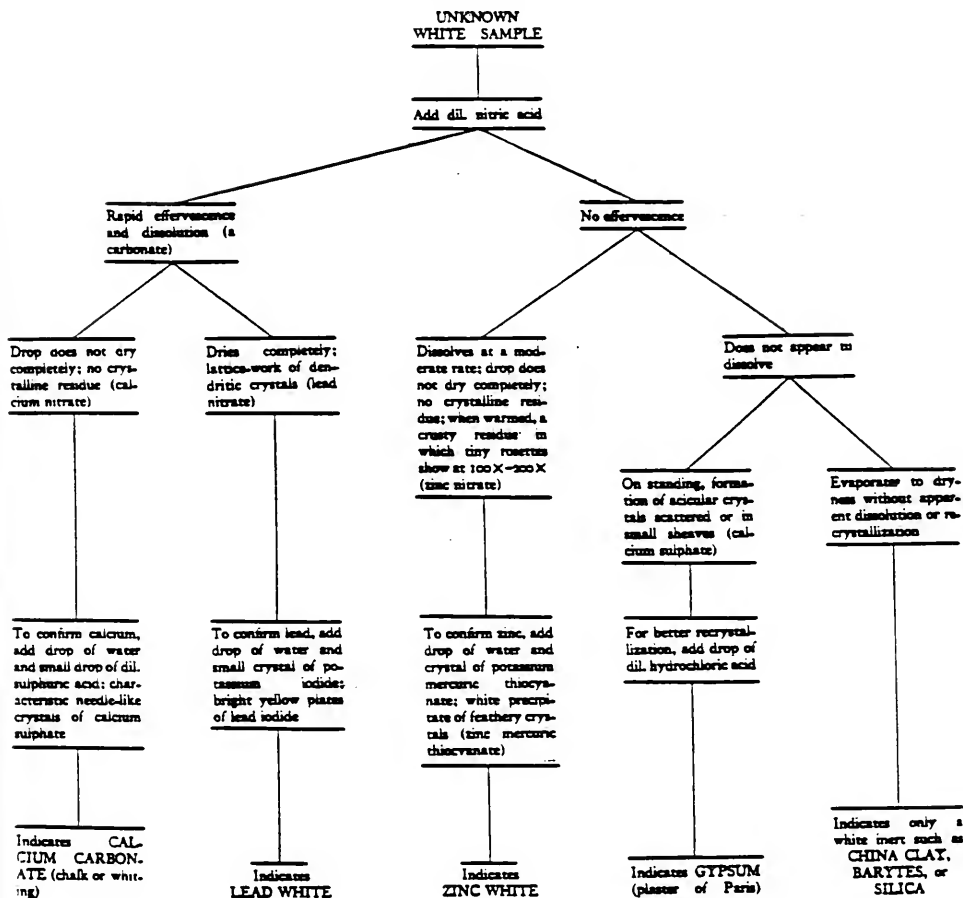 UNKNOWN
WHITE SAMPLE
Add dil. nitric acid
Rapid effervescence
and dissolution (a
carbonate)
No effervescence
Drop does not dry
completely; no crys-
talline residue (cal-
cium nitrate)
Dries completely;
lattice-work of den-
dritic crystals (lead
nitrate)
Dissolves at a mod-
erate rate; drop does
not dry completely;
no crystalline resi-
due; when warmed, a
crusty residue in
which tiny rosettes
show at 100X-200X
(zinc nitrate)
Does not appear to
dissolve
On standing, forma-
tion of acicular crys-
tals scattered or in
small sheaves (cal-
cium sulphate)
Evaporates to dry-
ness without appar-
ent dissolution or re-
crystallization
To confirm calcium,
add drop of water
and small drop of dil.
sulphuric acid; char-
acteristic needle-like
crystals of calcium
sulphate
To confirm lead, add
drop of water and
small crystal of po-
tassium iodide;
bright yellow plates
of lead iodide
To confirm zinc, add
drop of water and
crystal of potassium
mercuric thiocya-
nate; white precipi-
tate of feathery crys-
tals (zinc mercuric
thiocyanate)
For better recrystal-
lization, add drop of
dil. hydrochloric acid
Indicates CAL-
CIUM CARBON-
ATE (chalk or whit-
ing)
Indicates
LEAD WHITE
Indicates
ZINC WHITE
Indicates GYPSUM
(plaster of Paris)
Indicates only a
white inert such as
CHINA CLAY,
BARYTES, or
SILICA